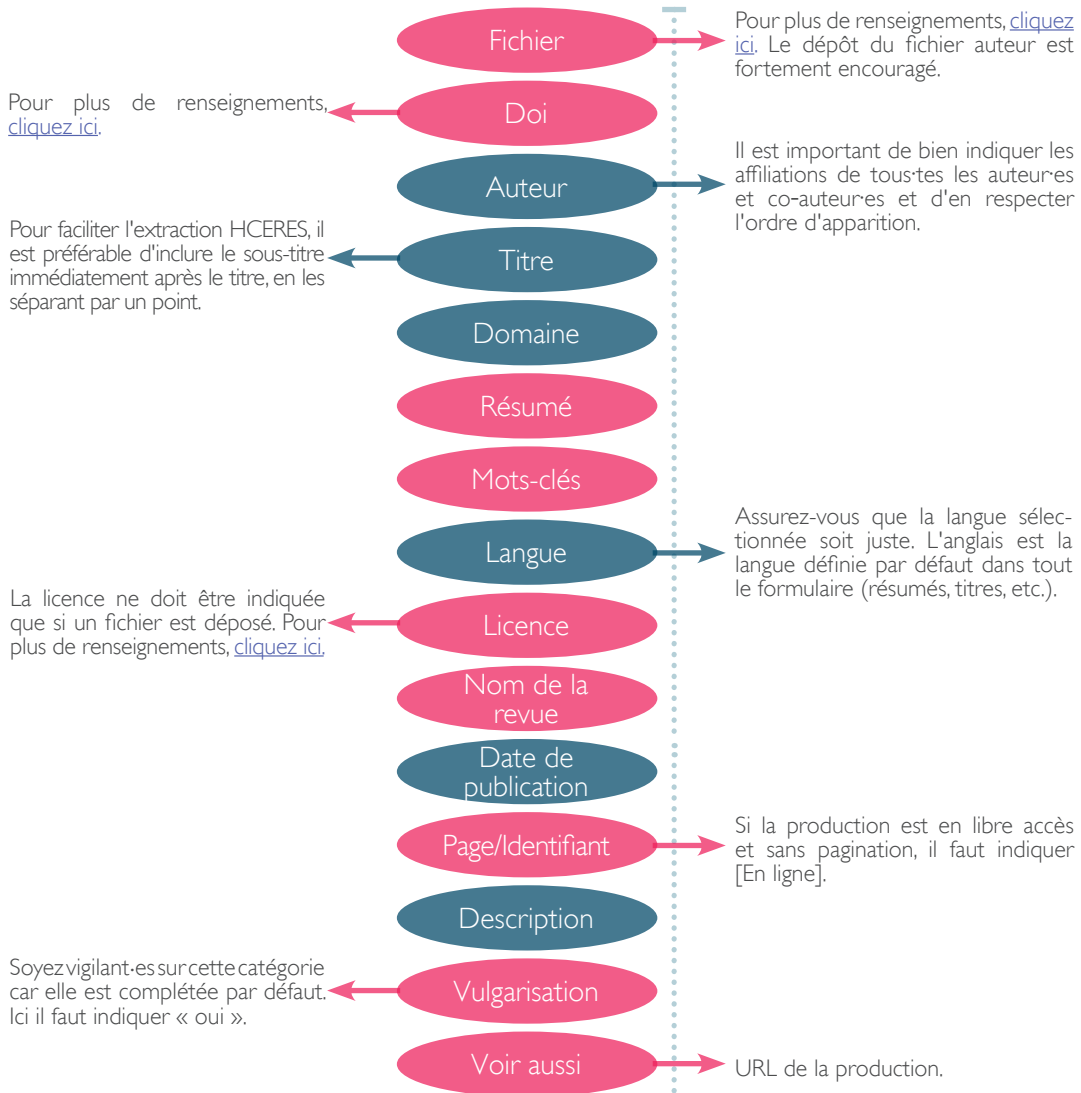 Fichier
Pour plus de renseignements, cliquez
ici. Le dépôt du fichier auteur est
fortement encouragé.
Pour plus de renseignements,
cliquez ici.
Doi
Auteur
Il est important de bien indiquer les
affiliations de tous·tes les auteur·es
et co-auteur·es et d'en respecter
l'ordre d'apparition.
Pour faciliter l'extraction HCERES, il
est préférable d'inclure le sous-titre
immédiatement après le titre, en les
séparant par un point.
Titre
Domaine
Résumé
Mots-clés
Langue
Assurez-vous que la langue sélec-
tionnée soit juste. L'anglais est la
langue définie par défaut dans tout
le formulaire (résumés, titres, etc.).
La licence ne doit être indiquée
que si un fichier est déposé. Pour
plus de renseignements, cliquez ici.
Licence
Nom de la
revue
Date de
publication
Page/Identifiant
Si la production est en libre accès
et sans pagination, il faut indiquer
[En ligne].
Description
Soyez vigilant·es sur cette catégorie
car elle est complétée par défaut.
Ici il faut indiquer « oui ».
Vulgarisation
Voir aussi
URL de la production.